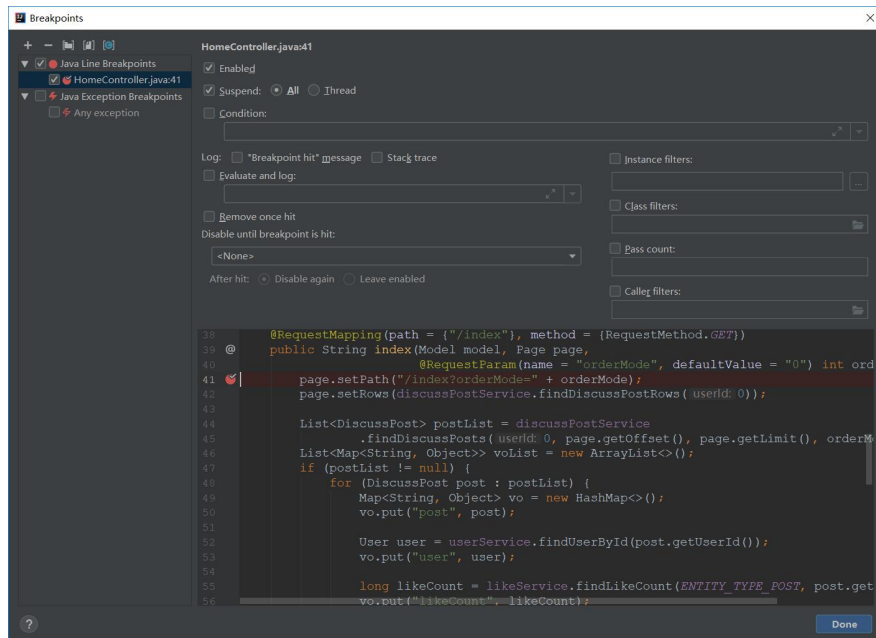 Breakpoints
HomeController.java:41
Java Line Breakpoints
Enabled
HomeController.java:41
Suspend: All Thread
Java Exception Breakpoints
Any exception
Condition:
Log: "Breakpoint hit" message Stack trace
Instance filters:
Evaluate and log:
...
Class filters:
Remove once hit
Disable until breakpoint is hit:
Pass count:
<None>
After hit: Disable again Leave enabled
Caller filters:
38 @RequestMapping(path = {"/index"}, method = {RequestMethod.GET})
39 @ public String index(Model model, Page page,
40 @RequestParam(name = "orderMode", defaultValue = "0") int ord
41 page.setPath("/index?orderMode=" + orderMode);
42 page.setRows(discussPostService.findDiscussPostRows( userId: 0));
43
44 List<DiscussPost> postList = discussPostService
45 .findDiscussPosts( userId: 0, page.getOffset(), page.getLimit(), orderM
46 List<Map<String, Object>> voList = new ArrayList<>();
47 if (postList != null) {
48 for (DiscussPost post : postList) {
49 Map<String, Object> vo = new HashMap<>();
50 vo.put("post", post);
51
52 User user = userService.findUserById(post.getUserId());
53 vo.put("user", user);
54
55 long likeCount = likeService.findLikeCount(ENTITY_TYPE_POST, post.get
56 vo.put("likeCount", likeCount);
? Done